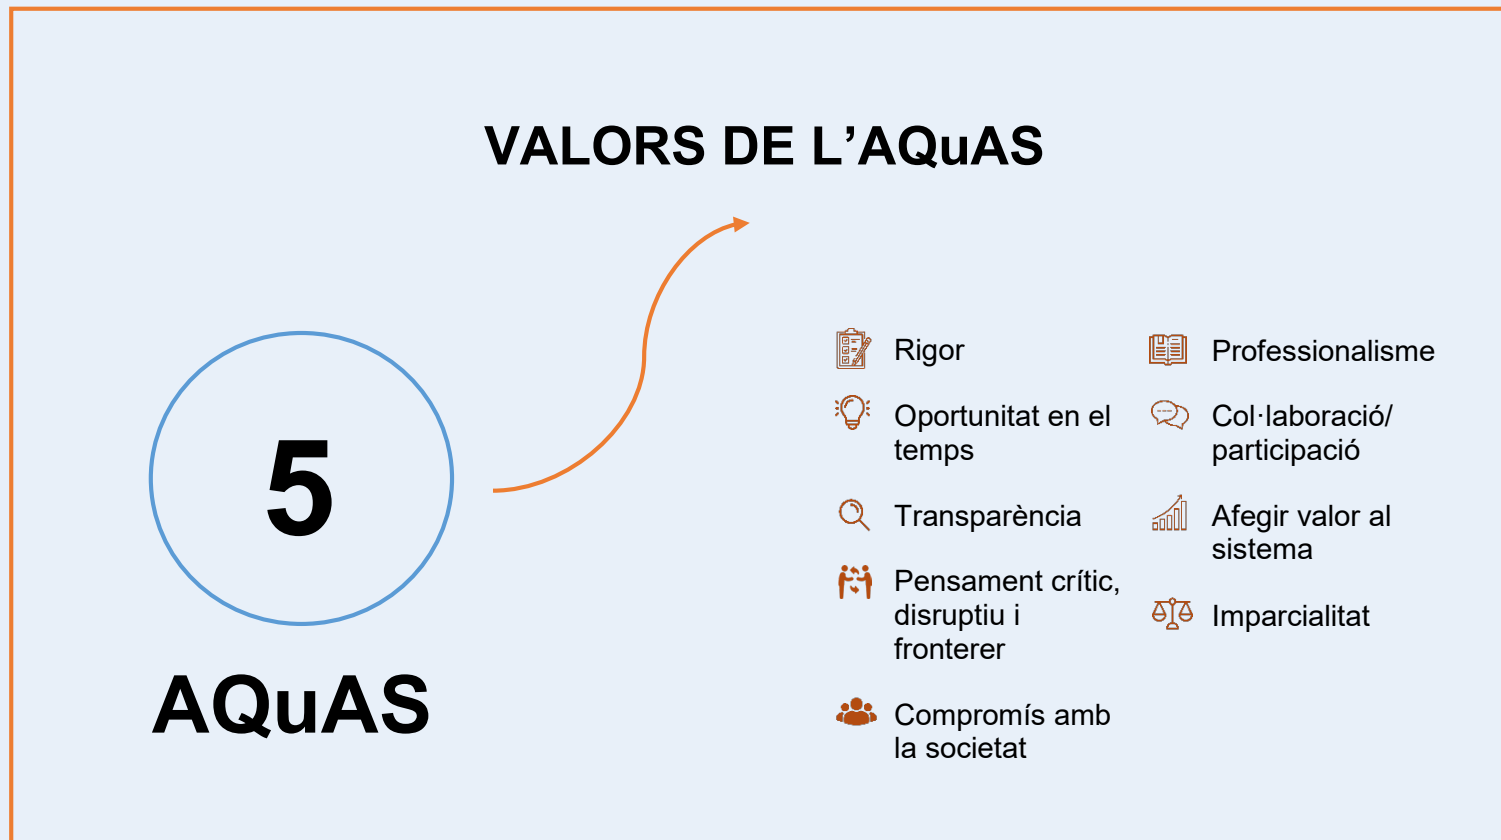 VALORS DE L’AQuAS
5
AQuAS
Rigor
Oportunitat en el
temps
Transparència
Pensament crític,
disruptiu i
fronterer
Compromís amb
la societat
Professionalisme
Col·laboració/
participació
Afegir valor al
sistema
Imparcialitat